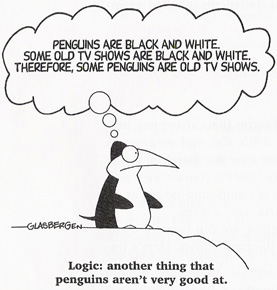 PENGUINS ARE BLACK AND WHITE.
SOME OLD TV SHOWS ARE BLACK AND WHITE.
THEREFORE, SOME PENGUINS ARE OLD TV SHOWS.
GLASBERGEN
Logic: another thing that
penguins aren't very good at.